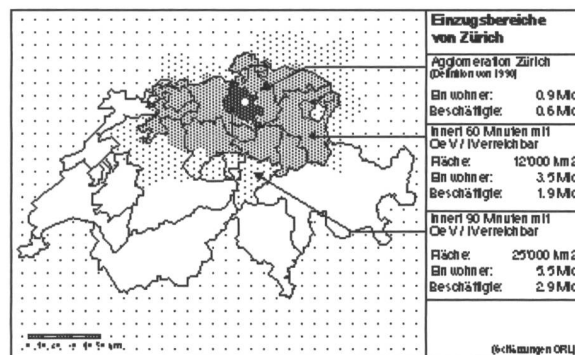 Einzugsbereiche
von Zürich
Agglomeration Zürich
(Definition von 1990)
Einwohner: 0.9 Mio
Beschäftigte: 0.6 Mio
Innert 60 Minuten mit
OeV / IV erreichbar
Fläche: 12'000 km2
Einwohner: 3.5 Mio
Beschäftigte: 1.9 Mio
Innert 90 Minuten mit
OeV / IV erreichbar
Fläche: 25'000 km2
Einwohner: 5.5 Mio
Beschäftigte: 2.9 Mio
(Schätzungen ORL)